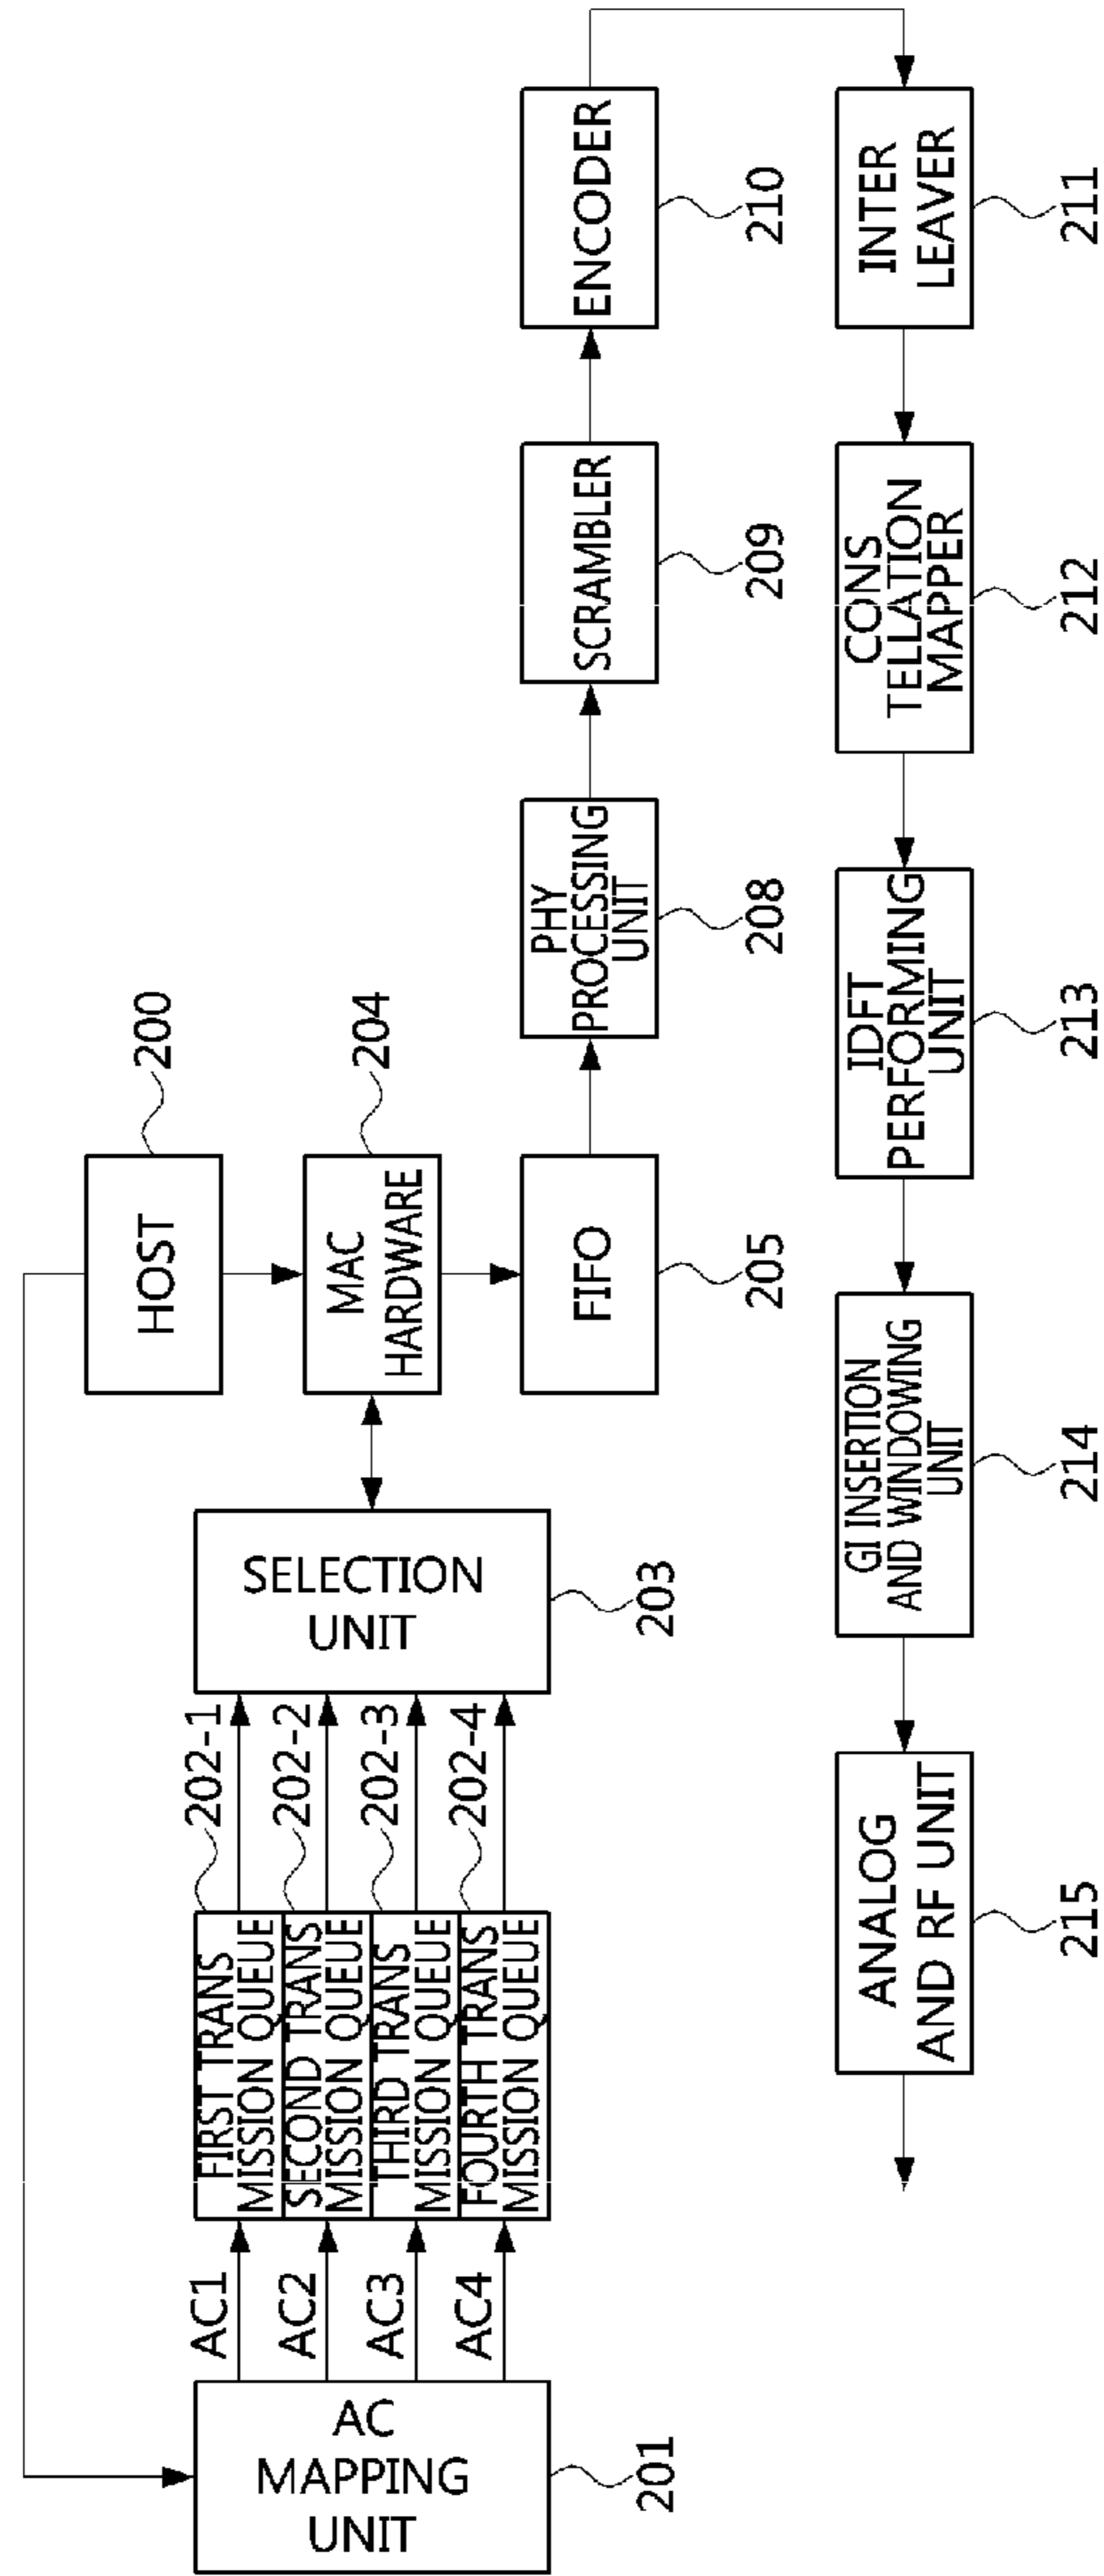 HOST
200
AC
MAPPING
UNIT
201
AC1
AC2
AC3
AC4
FIRST TRANS
MISSION QUEUE
SECOND TRANS
MISSION QUEUE
THIRD TRANS
MISSION QUEUE
FOURTH TRANS
MISSION QUEUE
202-1
202-2
202-3
202-4
SELECTION
UNIT
203
MAC
HARDWARE
204
FIFO
205
PHY
PROCESSING
UNIT
208
SCRAMBLER
209
ENCODER
210
INTER
LEAVER
211
CONS
TELLATION
MAPPER
212
IDFT
PERFORMING
UNIT
213
GI INSERTION
AND WINDOWING
UNIT
214
ANALOG
AND RF UNIT
215